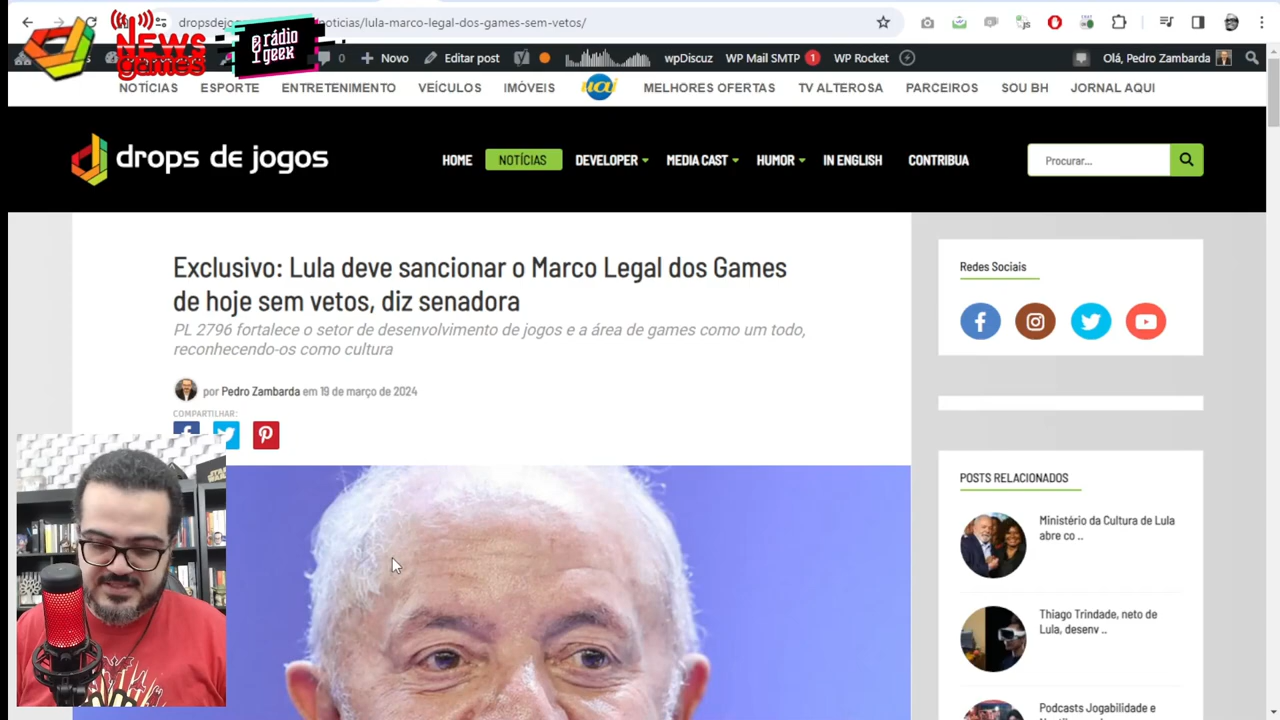 dropsdejo
noticias/lula-marco-legal-dos-games-sem-vetos/
NEWS
games
rádio
geek
0
Novo
Editar post
wpDiscuz
WP Mail SMTP
1
WP Rocket
Olá, Pedro Zambarda
NOTÍCIAS
ESPORTE
ENTRETENIMENTO
VEÍCULOS
IMÓVEIS
uai
MELHORES OFERTAS
TV ALTEROSA
PARCEIROS
SOU BH
JORNAL AQUI
drops de jogos
HOME
NOTÍCIAS
DEVELOPER
MEDIA CAST
HUMOR
IN ENGLISH
CONTRIBUA
Procurar...
Exclusivo: Lula deve sancionar o Marco Legal dos Games
de hoje sem vetos, diz senadora
PL 2796 fortalece o setor de desenvolvimento de jogos e a área de games como um todo,
reconhecendo-os como cultura
por Pedro Zambarda em 19 de março de 2024
COMPARTILHAR:
Redes Sociais
POSTS RELACIONADOS
Ministério da Cultura de Lula
abre co ..
Thiago Trindade, neto de
Lula, desenv ..
Podcasts Jogabilidade e
STAR
WARS